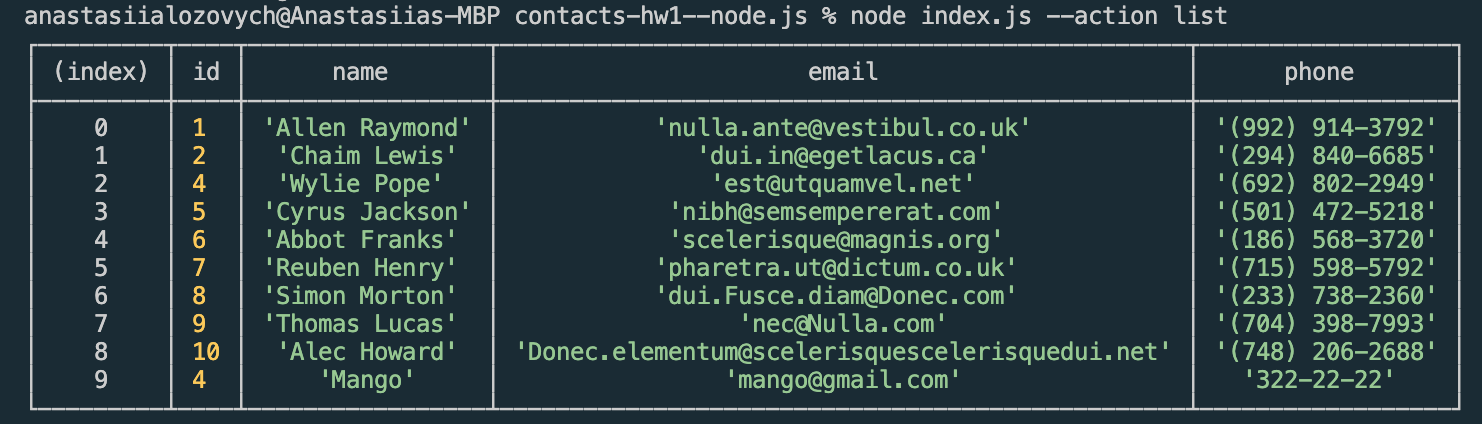 anastasiialozovych@Anastasiias-MBP contacts-hw1--node.js % node index.js --action list
(index) id name email phone
0 1 'Allen Raymond' 'nulla.ante@vestibul.co.uk' '(992) 914-3792'
1 2 'Chaim Lewis' 'dui.in@egetlacus.ca' '(294) 840-6685'
2 4 'Wylie Pope' 'est@utquamvel.net' '(692) 802-2949'
3 5 'Cyrus Jackson' 'nibh@semsempererat.com' '(501) 472-5218'
4 6 'Abbot Franks' 'scelerisque@magnis.org' '(186) 568-3720'
5 7 'Reuben Henry' 'pharetra.ut@dictum.co.uk' '(715) 598-5792'
6 8 'Simon Morton' 'dui.Fusce.diam@Donec.com' '(233) 738-2360'
7 9 'Thomas Lucas' 'nec@Nulla.com' '(704) 398-7993'
8 10 'Alec Howard' 'Donec.elementum@scelerisquescelerisquedui.net' '(748) 206-2688'
9 4 'Mango' 'mango@gmail.com' '322-22-22'